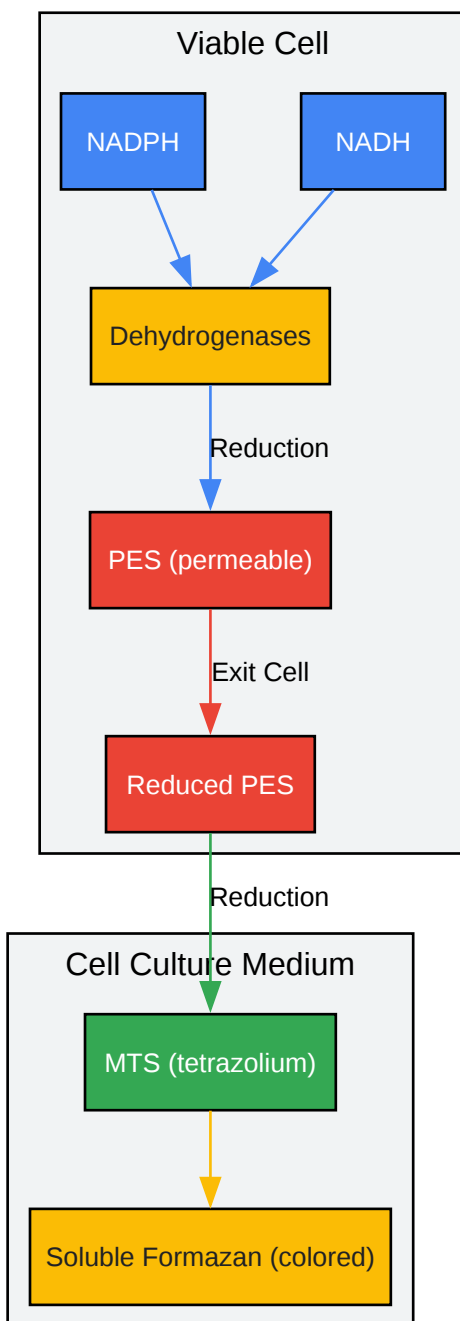 Viable Cell
NADPH
NADH
Dehydrogenases
Reduction
PES (permeable)
Exit Cell
Reduced PES
Reduction
Cell Culture Medium
MTS (tetrazolium)
Soluble Formazan (colored)